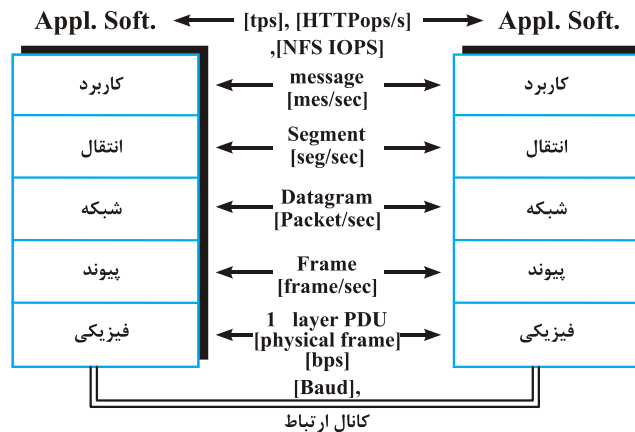 Appl. Soft.
[tps], [HTTPops/s]
Appl. Soft.
,[NFS IOPS]
کاربرد
message
[mes/sec]
کاربرد
انتقال
Segment
[seg/sec]
انتقال
شبکه
Datagram
[Packet/sec]
شبکه
پیوند
Frame
[frame/sec]
پیوند
فیزیکی
1 layer PDU
[physical frame]
[bps]
فیزیکی
[Baud],
کانال ارتباط